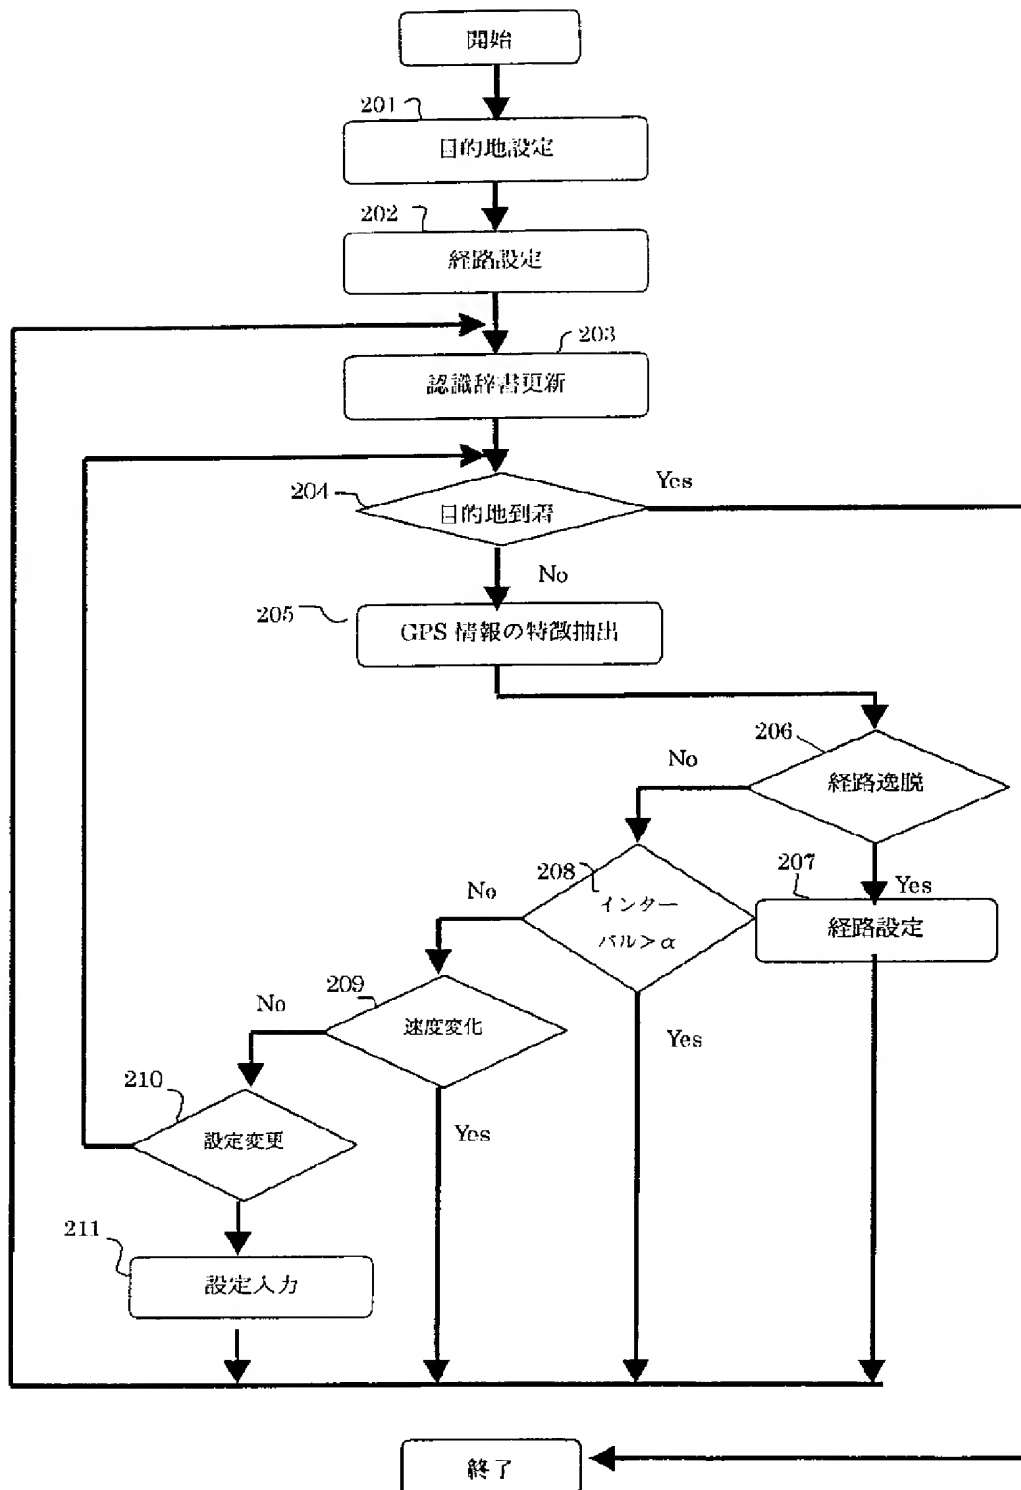 開始
201
目的地設定
202
経路設定
203
認識辞書更新
204
目的地到着
Yes
No
205
GPS 情報の特徴抽出
206
経路逸脱
No
Yes
207
経路設定
208
インター
バル>α
No
Yes
209
速度変化
No
Yes
210
設定変更
211
設定入力
終了